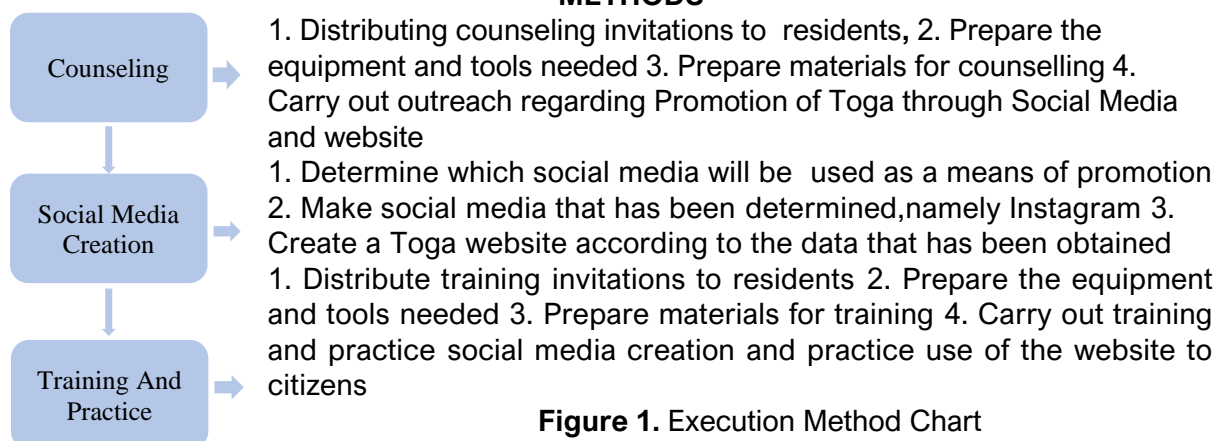 METHODS
Counseling
1. Distributing counseling invitations to residents, 2. Prepare the
equipment and tools needed 3. Prepare materials for counselling 4.
Carry out outreach regarding Promotion of Toga through Social Media
and website
Social Media
Creation
1. Determine which social media will be used as a means of promotion
2. Make social media that has been determined,namely Instagram 3.
Create a Toga website according to the data that has been obtained
Training And
Practice
1. Distribute training invitations to residents 2. Prepare the equipment
and tools needed 3. Prepare materials for training 4. Carry out training
and practice social media creation and practice use of the website to
citizens
Figure 1. Execution Method Chart